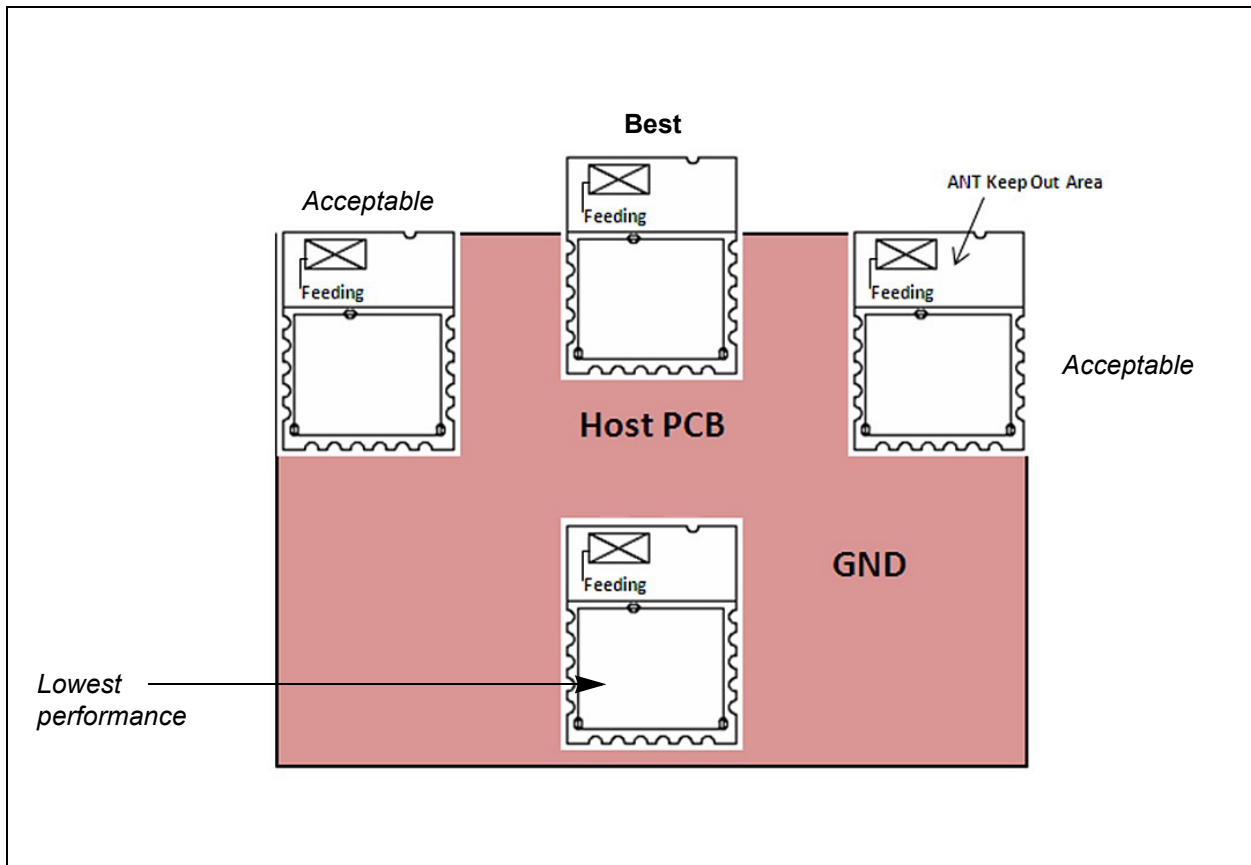 Best
Acceptable
ANT Keep Out Area
Feeding
Feeding
Feeding
Acceptable
Host PCB
GND
Feeding
Lowest
performance